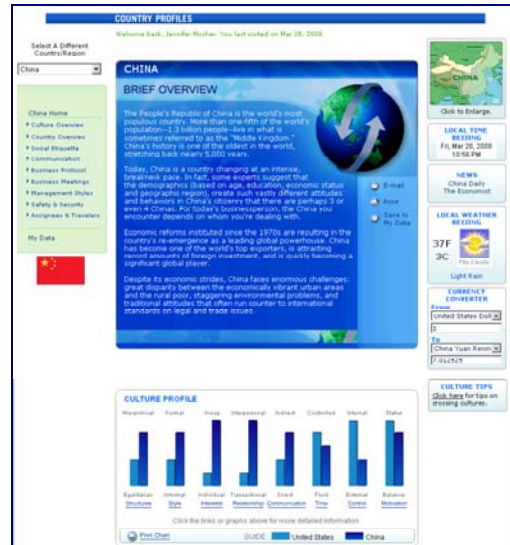 COUNTRY PROFILES
Welcome back, Jennifer Mosher. You last visited on Mar 28, 2008
Select A Different
Country/Region
China
China Home
Culture Overview
Country Overview
Social Etiquette
Communication
Business Protocol
Business Meetings
Management Styles
Safety & Security
Assignees & Travelers
My Data
CHINA
BRIEF OVERVIEW
The People's Republic of China is the world's most
populous country. More than one-fifth of the world's
population--1.3 billion people--live in what is
sometimes referred to as the "Middle Kingdom."
China's history is one of the oldest in the world,
stretching back nearly 5,000 years.
Today, China is a country changing at an intense,
breakneck pace. In fact, some experts suggest that
the demographics (based on age, education, economic status
and geographic region), create such vastly different attitudes
and behaviors in China's citizenry that there are perhaps 3 or
even 4 Chinas. For today's businessperson, the China you
encounter depends on whom you're dealing with.
Economic reforms instituted since the 1970s are resulting in the
country's re-emergence as a leading global powerhouse. China
has become one of the world's top exporters, is attracting
record amounts of foreign investment, and is quickly becoming a
significant global player.
Despite its economic strides, China faces enormous challenges:
great disparity between the economically vibrant urban areas
and the rural poor, staggering environmental problems, and
traditional attitudes that often run counter to international
standards on legal and trade issues.
E-mail
Print
Save to
My Data
CHINA
Click to Enlarge.
LOCAL TIME
BEIJING
Fri, Mar 28, 2008
10:56 PM
NEWS
China Daily
The Economist
LOCAL WEATHER
BEIJING
37F
3C
Light Rain
CURRENCY
CONVERTER
From
United States Doll
1
To
China Yuan Renm
7.012525
CULTURE TIPS
Click here for tips on
crossing cultures.
CULTURE PROFILE
Hierarchical Formal Group Interpersonal Indirect Controlled Internal Status
Egalitarian Informal Individual Transactional Direct Fluid External Balance
Structures Style Interests Relationship Communication Time Control Motivation
Click the links or graphs above for more detailed information.
Print Chart
GUIDE: United States China